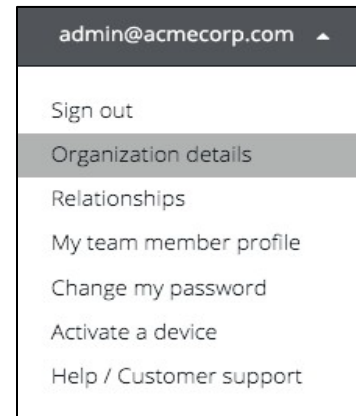 admin@acmecorp.com
Sign out
Organization details
Relationships
My team member profile
Change my password
Activate a device
Help / Customer support